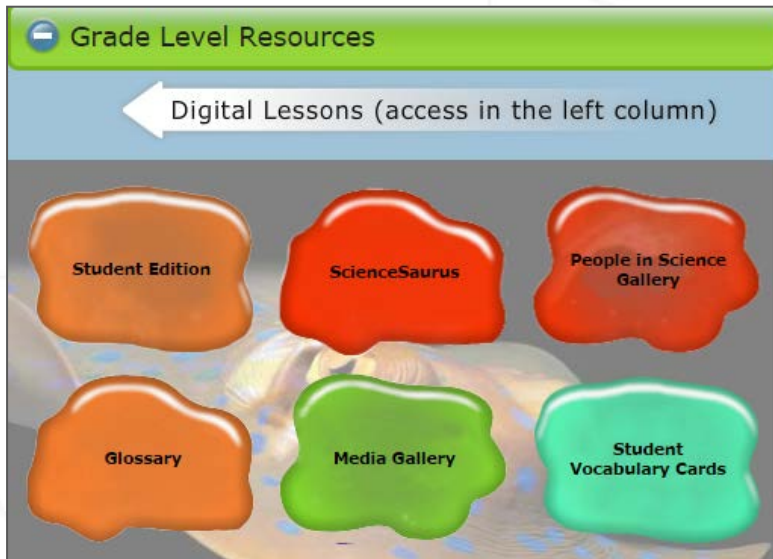 Grade Level Resources
Digital Lessons (access in the left column)
Student Edition
ScienceSaurus
People in Science
Gallery
Glossary
Media Gallery
Student
Vocabulary Cards